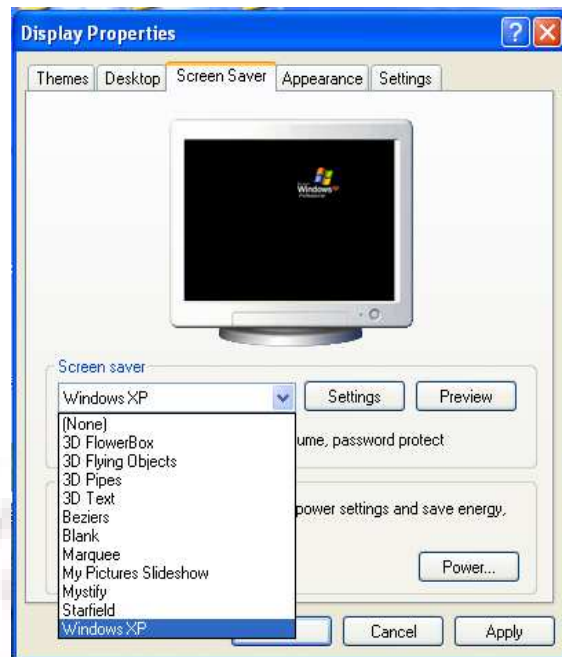 Display Properties
Themes Desktop Screen Saver Appearance Settings
Windows XP
Professional
Screen saver
Windows XP Settings Preview
(None)
3D FlowerBox
3D Flying Objects
3D Pipes
3D Text
Beziers
Blank
Marquee
My Pictures Slideshow
Mystify
Starfield
Windows XP
ume, password protect
power settings and save energy,
Power...
Cancel Apply